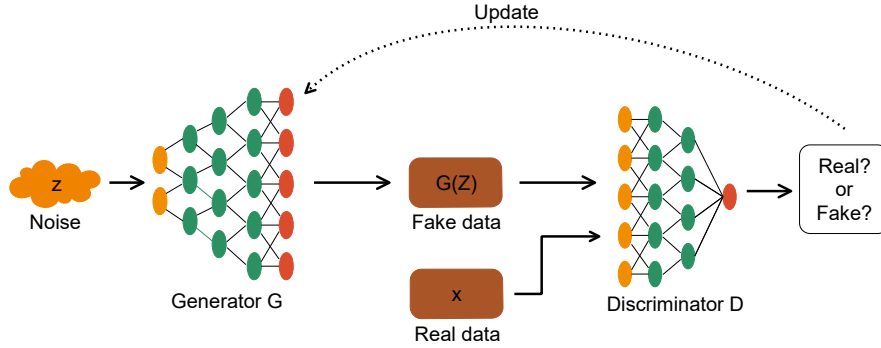 Update
z
Noise
Generator G
G(Z)
Fake data
x
Real data
Discriminator D
Real?
or
Fake?